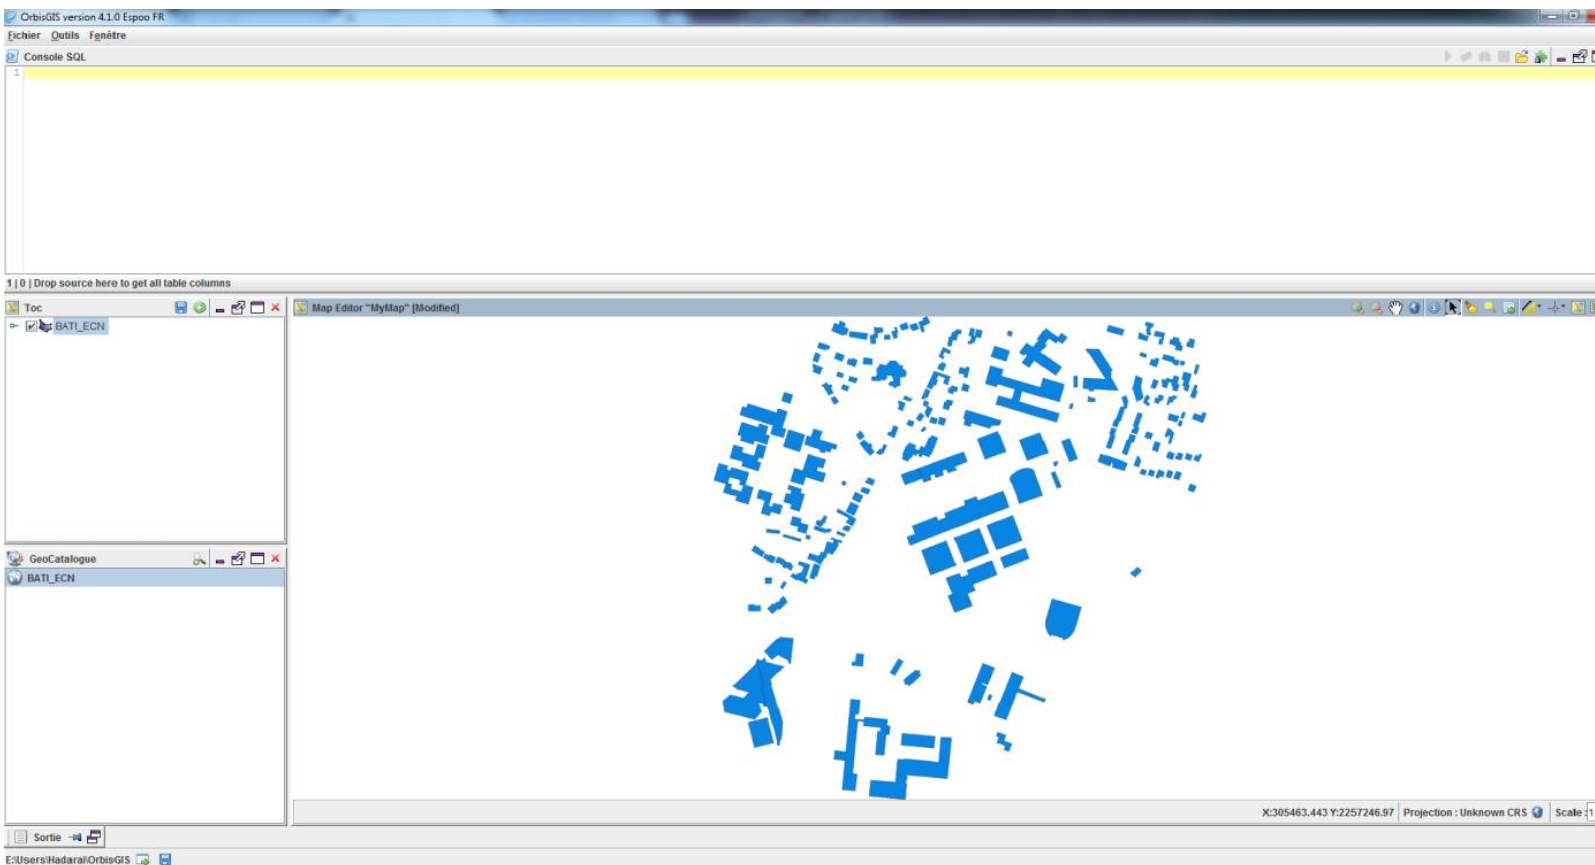 OrbisGIS version 4.1.0 Espoo FR
Fichier Outils Fenêtre
Console SQL
1
1 | 0 | Drop source here to get all table columns
Toc
BATI_ECN
Map Editor "MyMap" [Modified]
GeoCatalogue
BATI_ECN
X:305463.443 Y:2257246.97 Projection : Unknown CRS Scale :1
Sortie
E:\Users\Hadarai\OrbisGIS